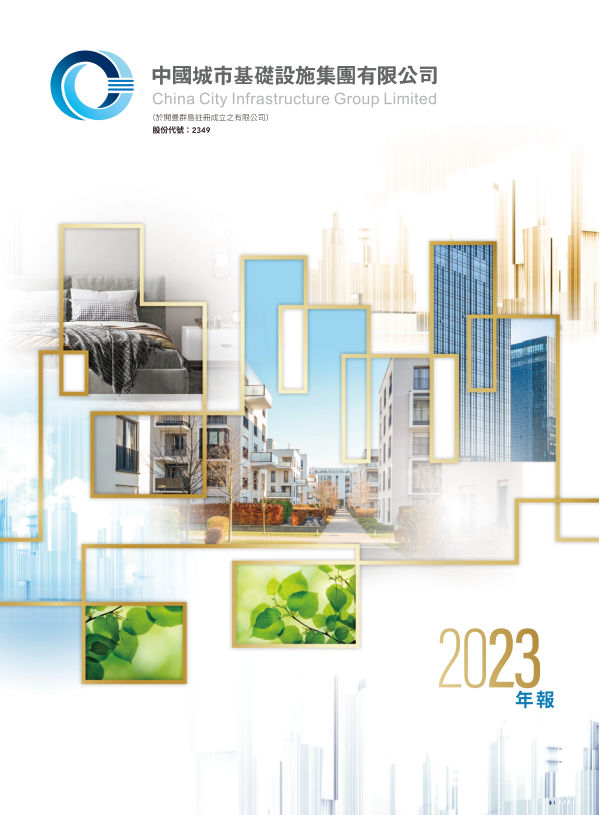 中國城市基礎設施集團有限公司
China City Infrastructure Group Limited
(於開曼群島註冊成立之有限公司)
股份代號：2349
2023
年報